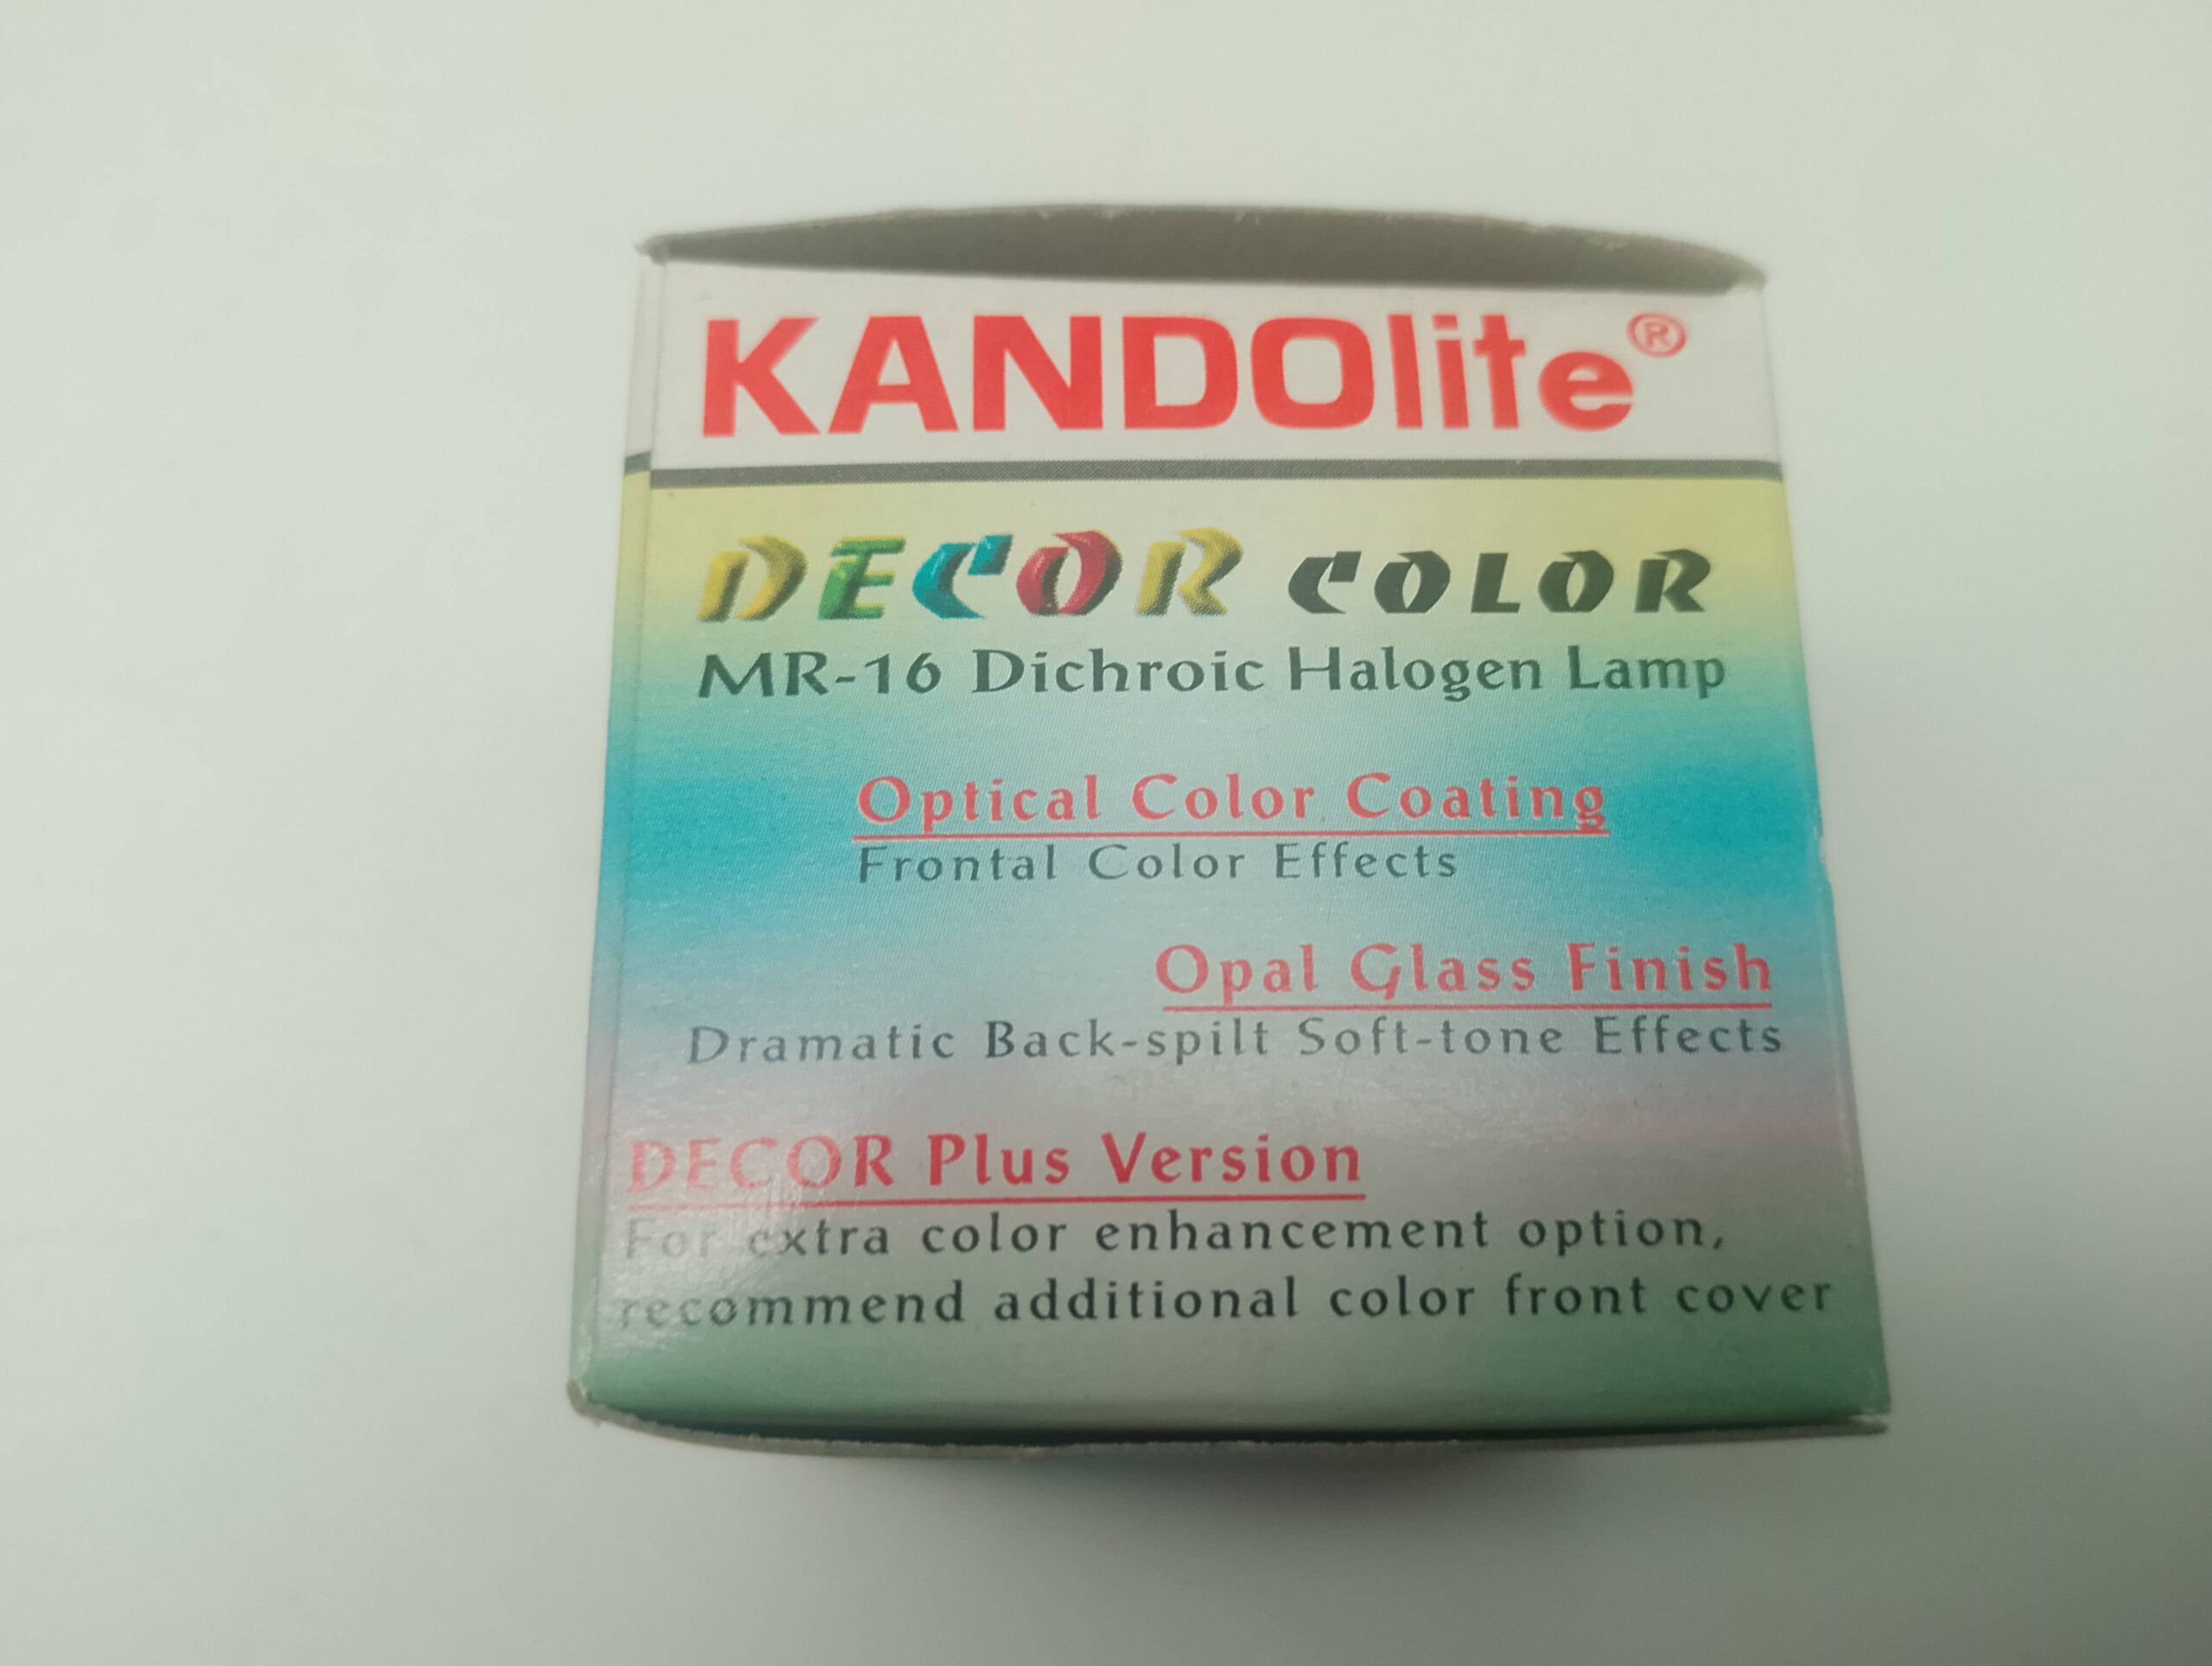 KANDOlite®
DECOR COLOR
MR-16 Dichroic Halogen Lamp
Optical Color Coating
Frontal Color Effects
Opal Glass Finish
Dramatic Back-spilt Soft-tone Effects
DECOR Plus Version
For extra color enhancement option,
recommend additional color front cover